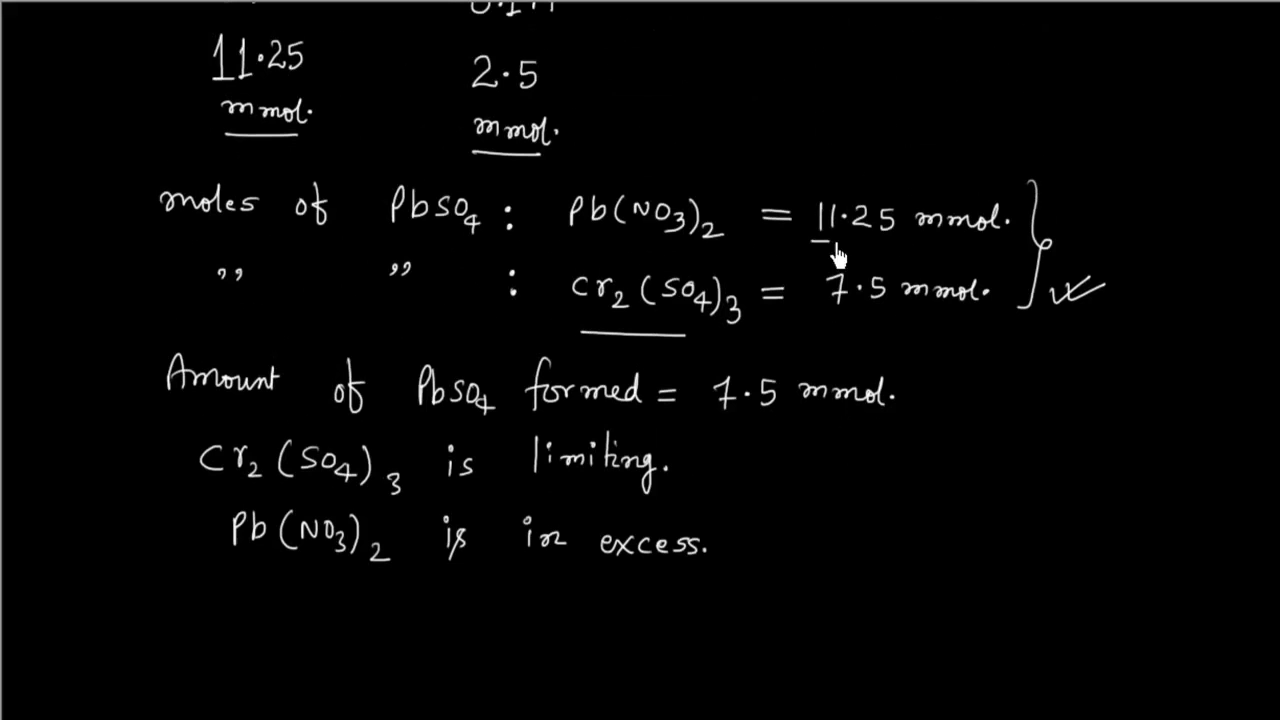 11.25 2.5
mmol. mmol.
moles of PbSO4 : Pb(NO3)2 = 11.25 mmol.
" " : Cr2(SO4)3 = 7.5 mmol.
Amount of PbSO4 formed = 7.5 mmol.
Cr2(SO4)3 is limiting.
Pb(NO3)2 is in excess.